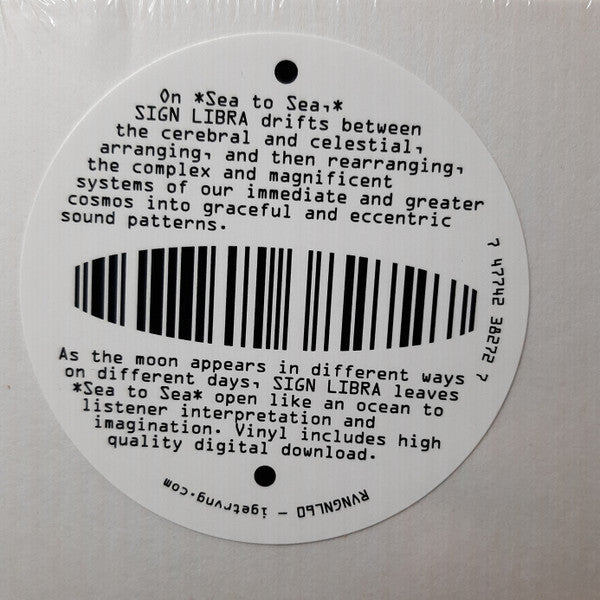 On *Sea to Sea,*
SIGN LIBRA drifts between
the cerebral and celestial,
arranging, and then rearranging,
the complex and magnificent
systems of our immediate and greater
cosmos into graceful and eccentric
sound patterns.
7 47742 38272 7
As the moon appears in different ways
on different days, SIGN LIBRA leaves
*Sea to Sea* open like an ocean to
listener interpretation and
imagination. Vinyl includes high
quality digital download.
RVNGNL60 — igetrvng.com